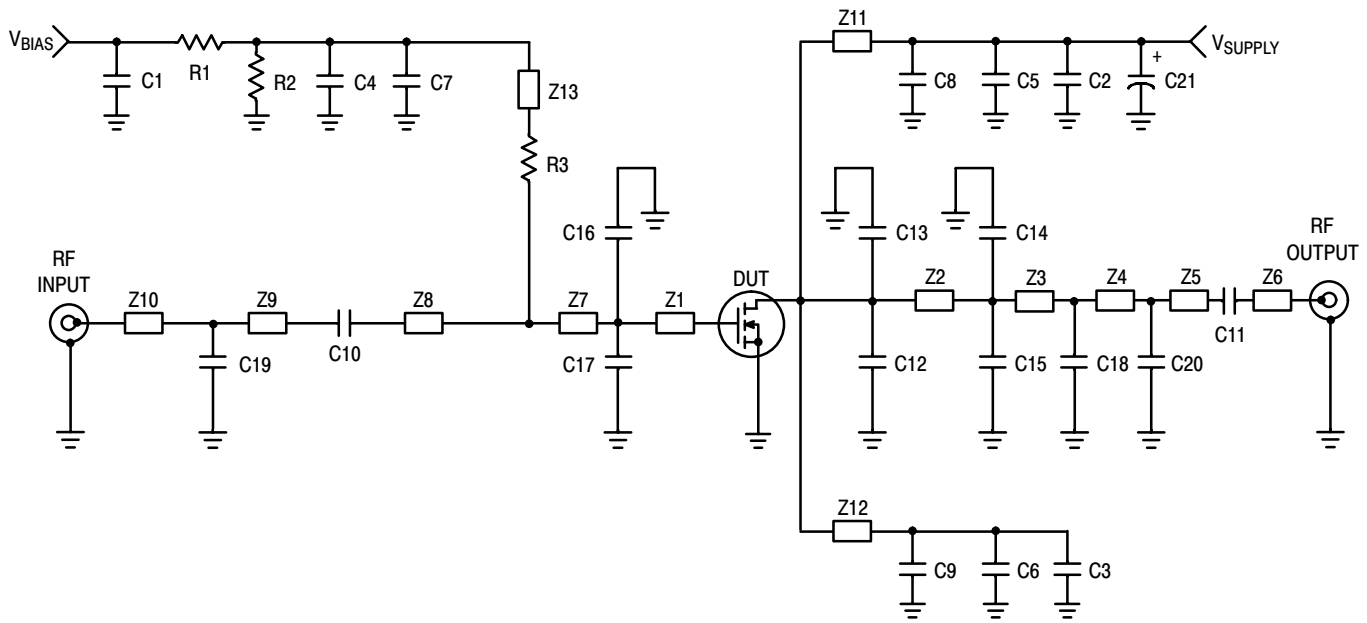 Z11
VBIAS
R1
C1
R2
C4
C7
Z13
R3
C8
C5
C2
+
C21
VSUPPLY
C16
C13
C14
RF
INPUT
RF
OUTPUT
Z10
Z9
Z8
Z7
Z1
DUT
Z2
Z3
Z4
Z5
Z6
C19
C10
C17
C12
C15
C18
C20
C11
Z12
C9
C6
C3